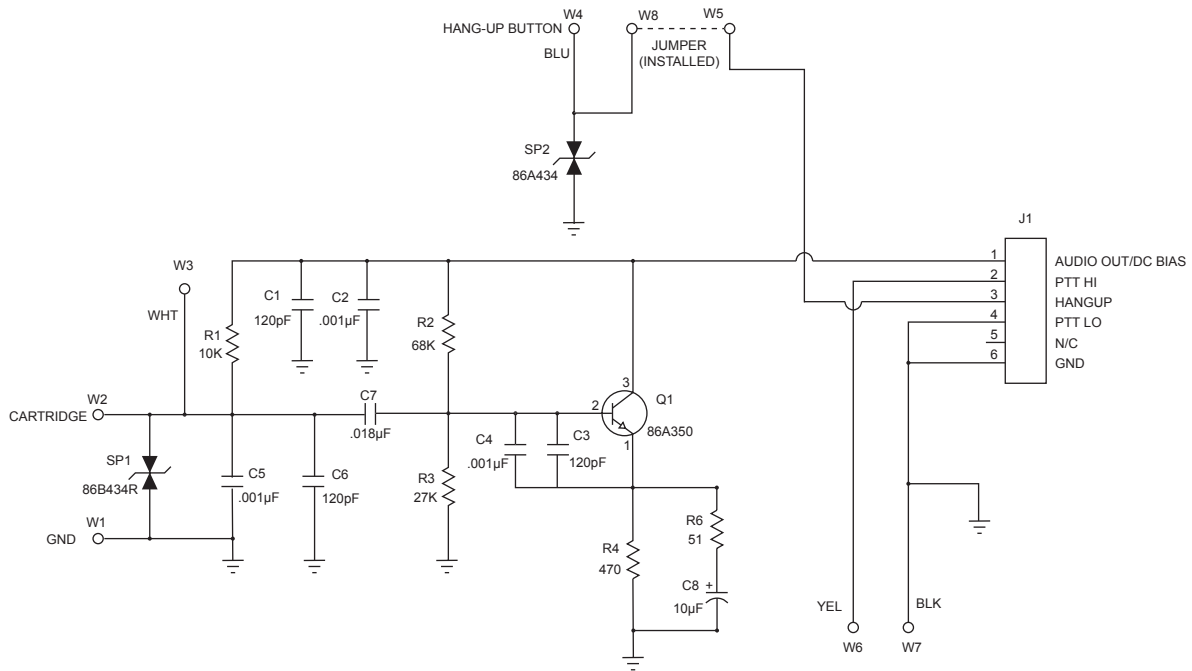 W4
W8
W5
HANG-UP BUTTON
BLU
JUMPER
(INSTALLED)
SP2
86A434
J1
W3
WHT
1
AUDIO OUT/DC BIAS
2
PTT HI
3
HANGUP
4
PTT LO
5
N/C
6
GND
C1
120pF
C2
.001µF
R1
10K
R2
68K
W2
CARTRIDGE
C7
.018µF
3
2
Q1
86A350
1
SP1
86B434R
C5
.001µF
C6
120pF
R3
27K
C4
.001µF
C3
120pF
W1
GND
R4
470
R6
51
C8
+
10µF
YEL
BLK
W6
W7